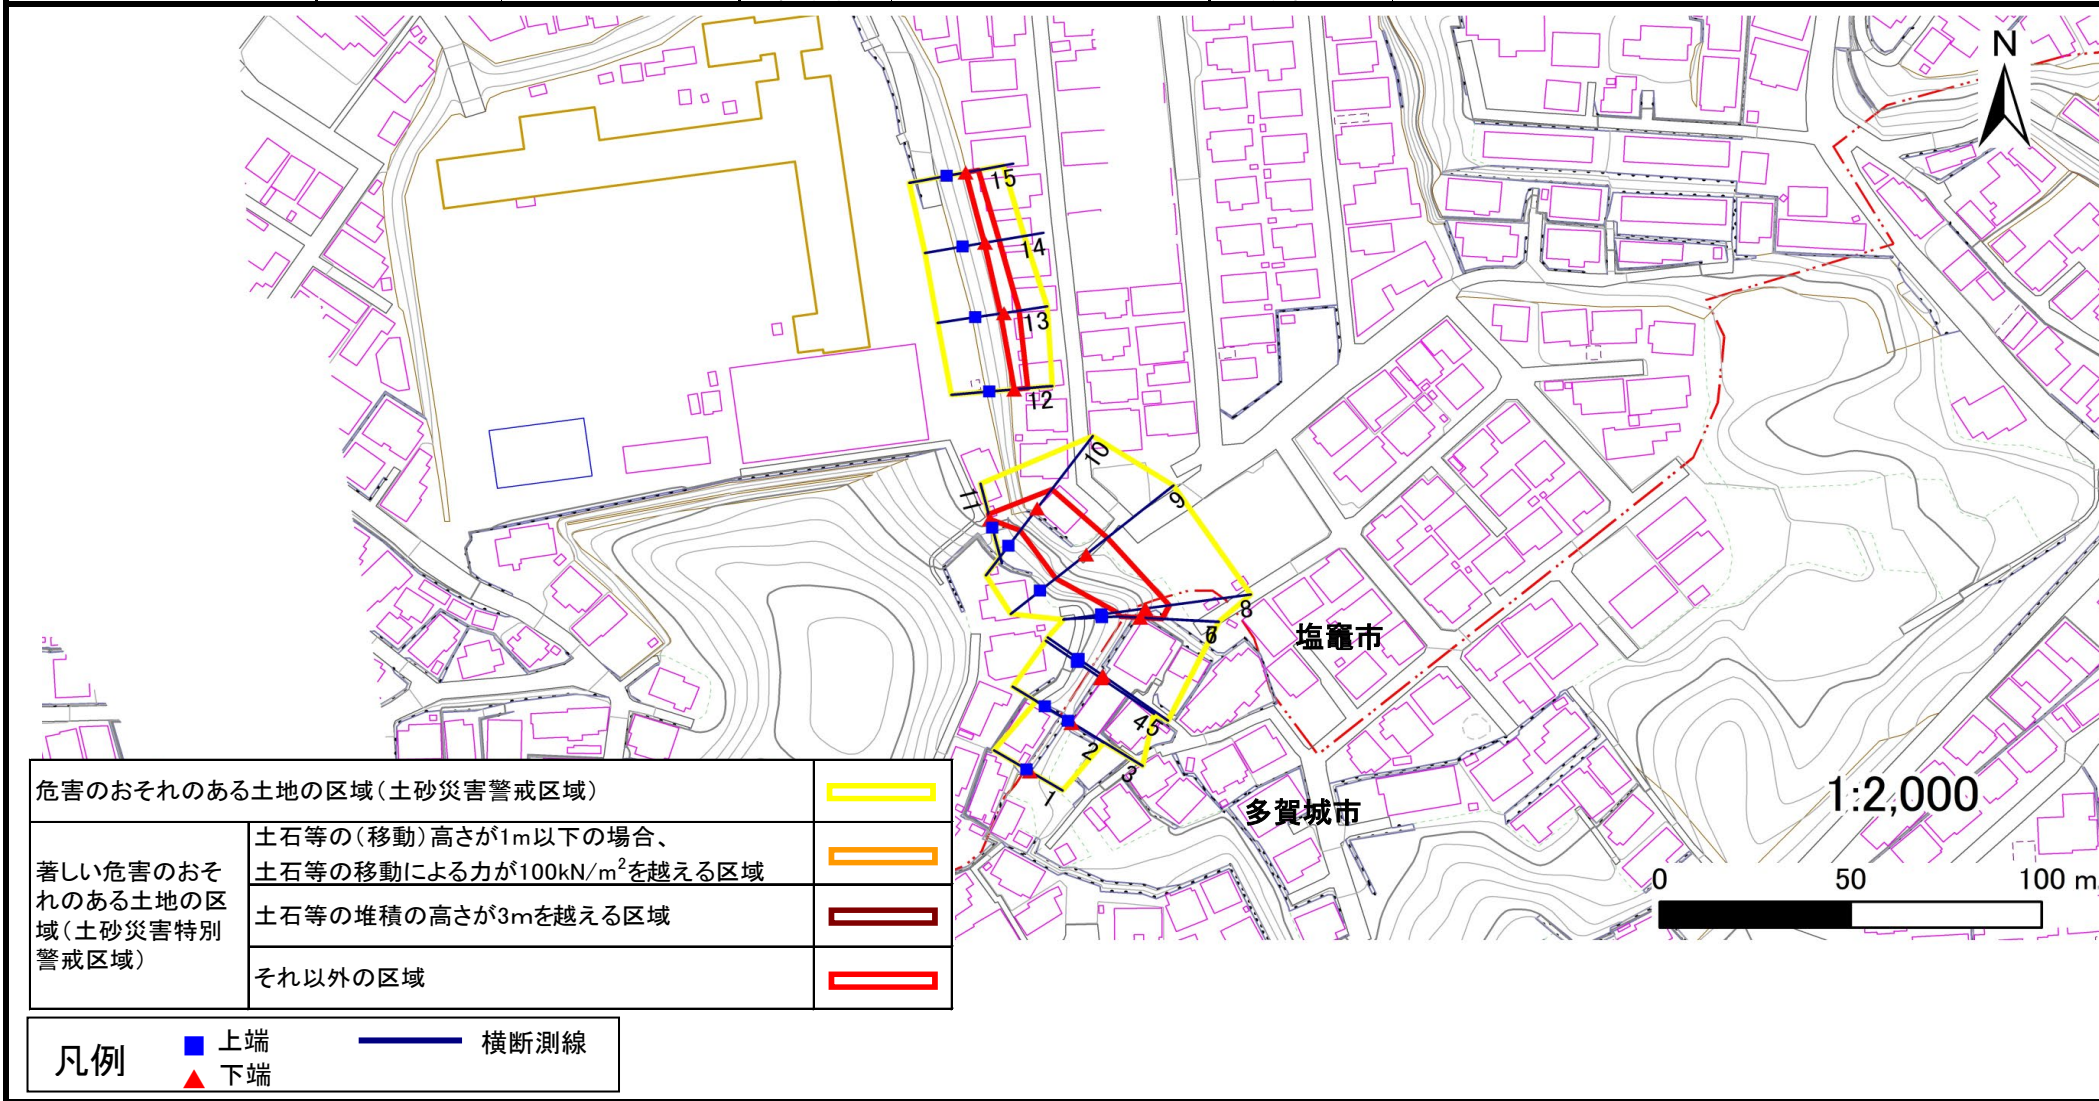 N
15
14
13
12
11
10
9
8
6
7
塩竈市
4
5
2
3
1
多賀城市
1:2,000
0 50 100 m
危害のおそれのある土地の区域(土砂災害警戒区域)
著しい危害のおそ
れのある土地の区
域(土砂災害特別
警戒区域)
土石等の(移動)高さが1m以下の場合、
土石等の移動による力が100kN/m²を越える区域
土石等の堆積の高さが3mを越える区域
それ以外の区域
凡例
上端
下端
横断測線